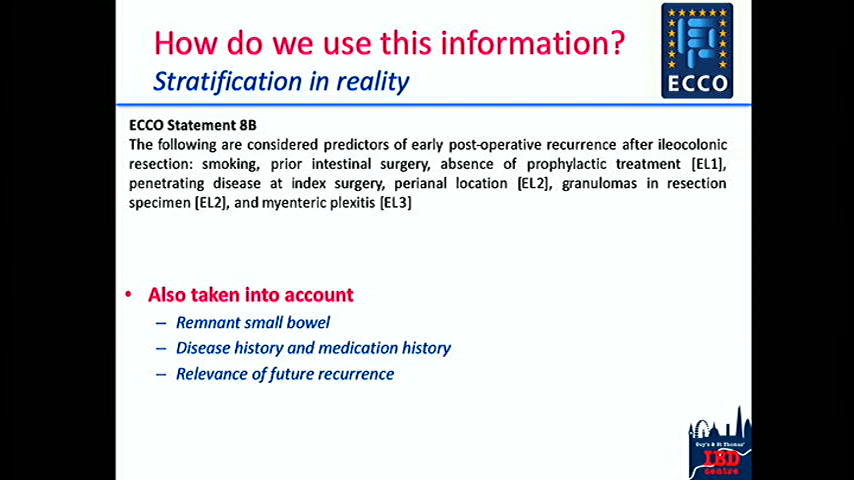 How do we use this information?
Stratification in reality
ECCO
ECCO Statement 8B
The following are considered predictors of early post-operative recurrence after ileocolonic
resection: smoking, prior intestinal surgery, absence of prophylactic treatment [EL1],
penetrating disease at index surgery, perianal location [EL2], granulomas in resection
specimen [EL2], and myenteric plexitis [EL3]
• Also taken into account
– Remnant small bowel
– Disease history and medication history
– Relevance of future recurrence
Guy's & St Thomas'
IBD
centre